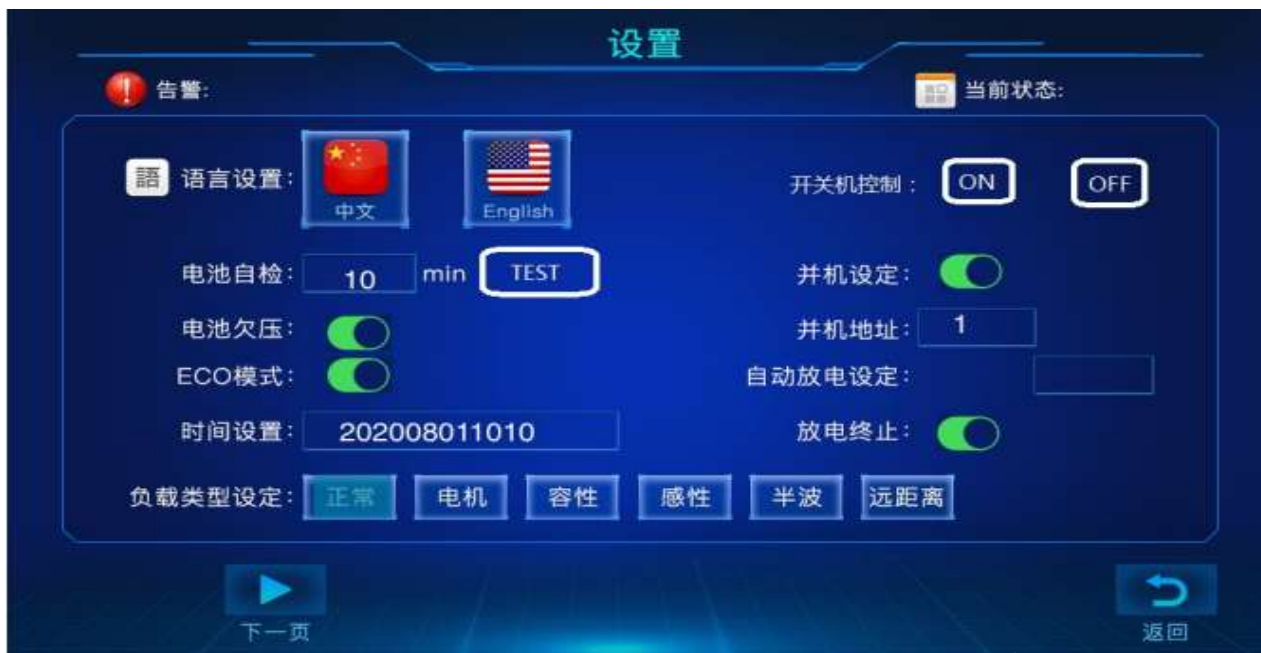 设置
告警:
当前状态:
語 语言设置: 中文 English
开关机控制: ON OFF
电池自检: 10 min TEST
并机设定:
电池欠压:
并机地址: 1
ECO模式:
自动放电设定:
时间设置: 202008011010
放电终止:
负载类型设定: 正常 电机 容性 感性 半波 远距离
下一页
返回